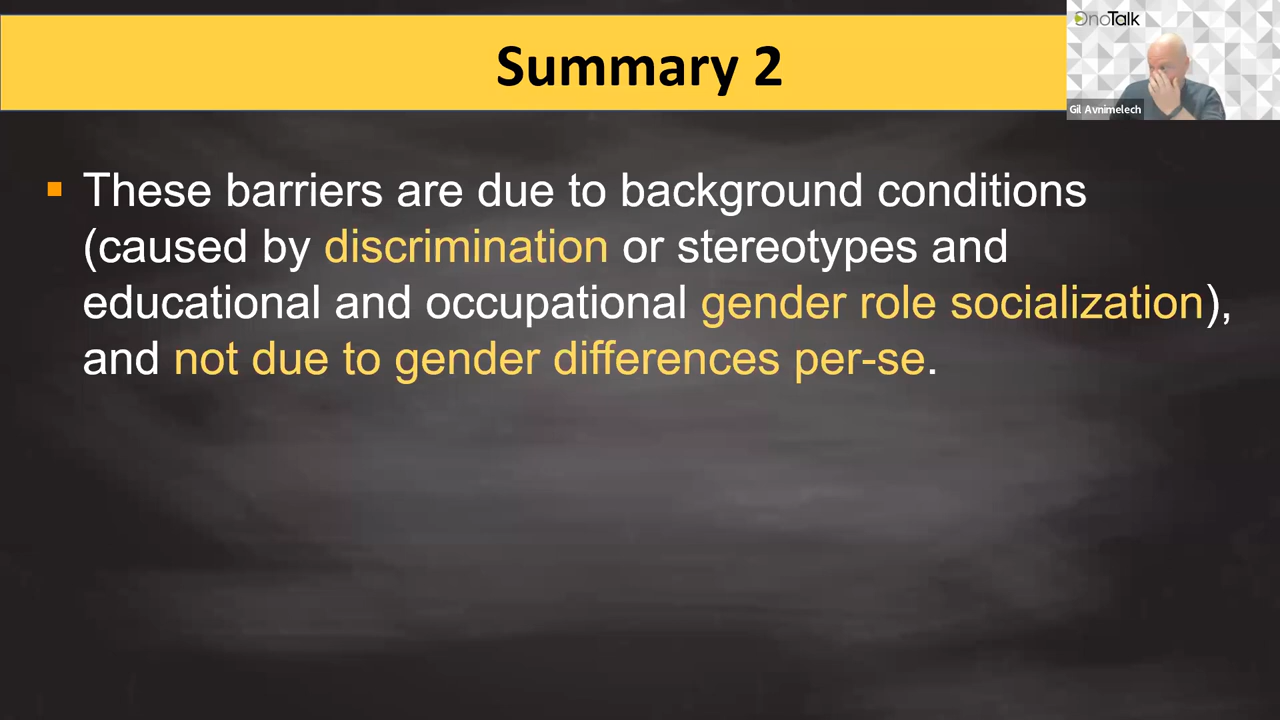 Summary 2
OnoTalk
Gil Avnimelech
These barriers are due to background conditions
(caused by discrimination or stereotypes and
educational and occupational gender role socialization),
and not due to gender differences per-se.